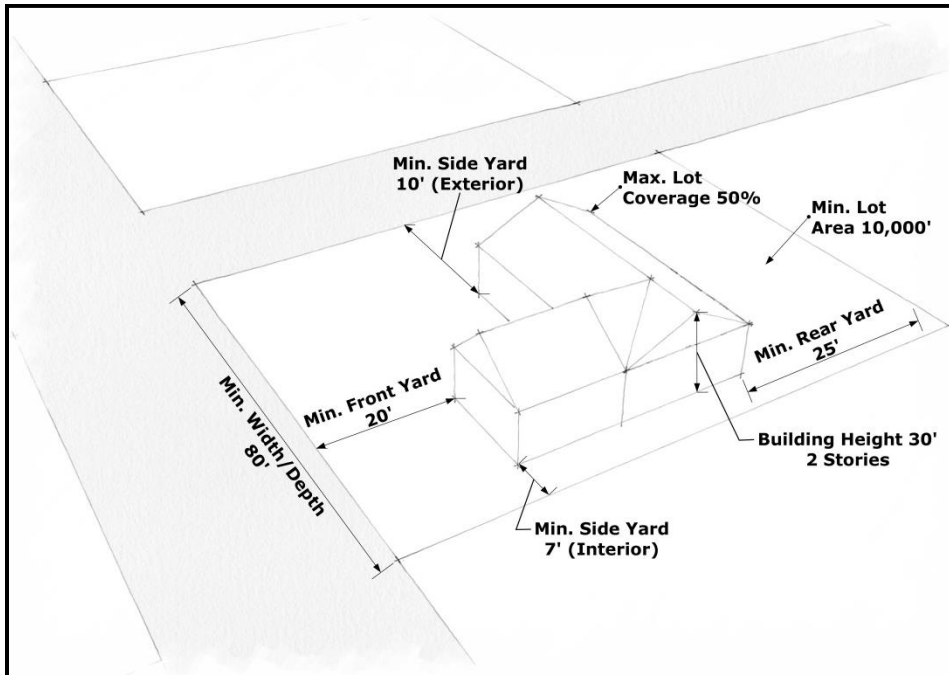 Min. Side Yard
10' (Exterior)
Max. Lot
Coverage 50%
Min. Lot
Area 10,000'
Min. Rear Yard
25'
Min. Front Yard
20'
Min. Width/Depth
80'
Building Height 30'
2 Stories
Min. Side Yard
7' (Interior)